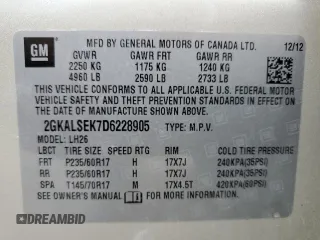 GM
MFD BY GENERAL MOTORS OF CANADA LTD. 12/12
GVWR GAWR FRT GAWR RR
2250 KG 1175 KG 1240 KG
4960 LB 2590 LB 2733 LB
THIS VEHICLE CONFORMS TO ALL APPLICABLE U.S. FEDERAL MOTOR
VEHICLE SAFETY, BUMPER, AND THEFT PREVENTION STANDARDS IN
EFFECT ON THE DATE OF MANUFACTURE SHOWN ABOVE.
2GKALSEK7D6228905 TYPE: M.P.V.
MODEL: LH26
LBCT TIRE SIZE SPEED RTG RIM COLD TIRE PRESSURE
FRT P235/60R17 H 17X7J 240KPA(35PSI)
RR P235/60R17 H 17X7J 240KPA(35PSI)
SPA T145/70R17 M 17X4.5T 420KPA(60PSI)
SEE OWNER'S MANUAL FOR MORE INFORMATION.
DREAMBID